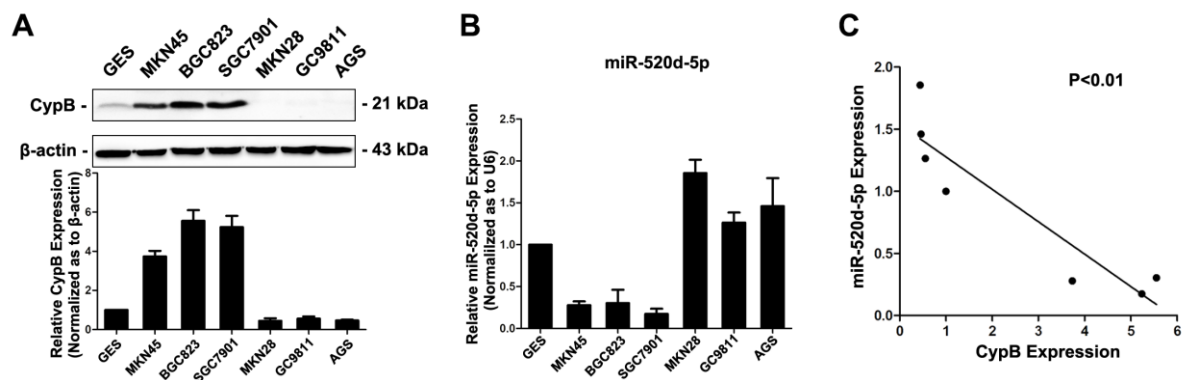 A
GES
MKN45
BGC823
SGC7901
MKN28
GC9811
AGS
CypB -
- 21 kDa
β-actin -
- 43 kDa
Relative CypB Expression
(Normalized as to β-actin)
8
6
4
2
0
GES
MKN45
BGC823
SGC7901
MKN28
GC9811
AGS
B
miR-520d-5p
Relative miR-520d-5p Expression
(Normalized as to U6)
2.5
2.0
1.5
1.0
0.5
0.0
GES
MKN45
BGC823
SGC7901
MKN28
GC9811
AGS
C
P<0.01
miR-520d-5p Expression
2.0
1.5
1.0
0.5
0.0
0
1
2
3
4
5
6
CypB Expression